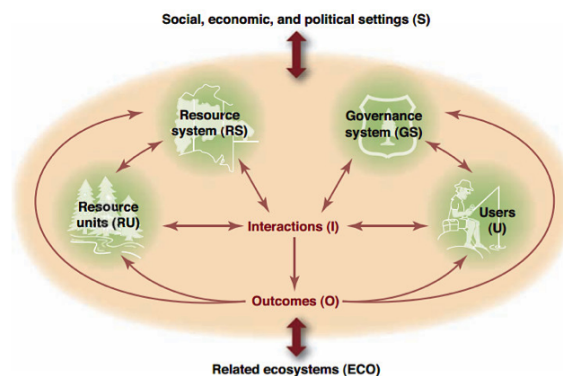 Social, economic, and political settings (S)
Resource
system (RS)
Governance
system (GS)
Resource
units (RU)
Interactions (I)
Users
(U)
Outcomes (O)
Related ecosystems (ECO)